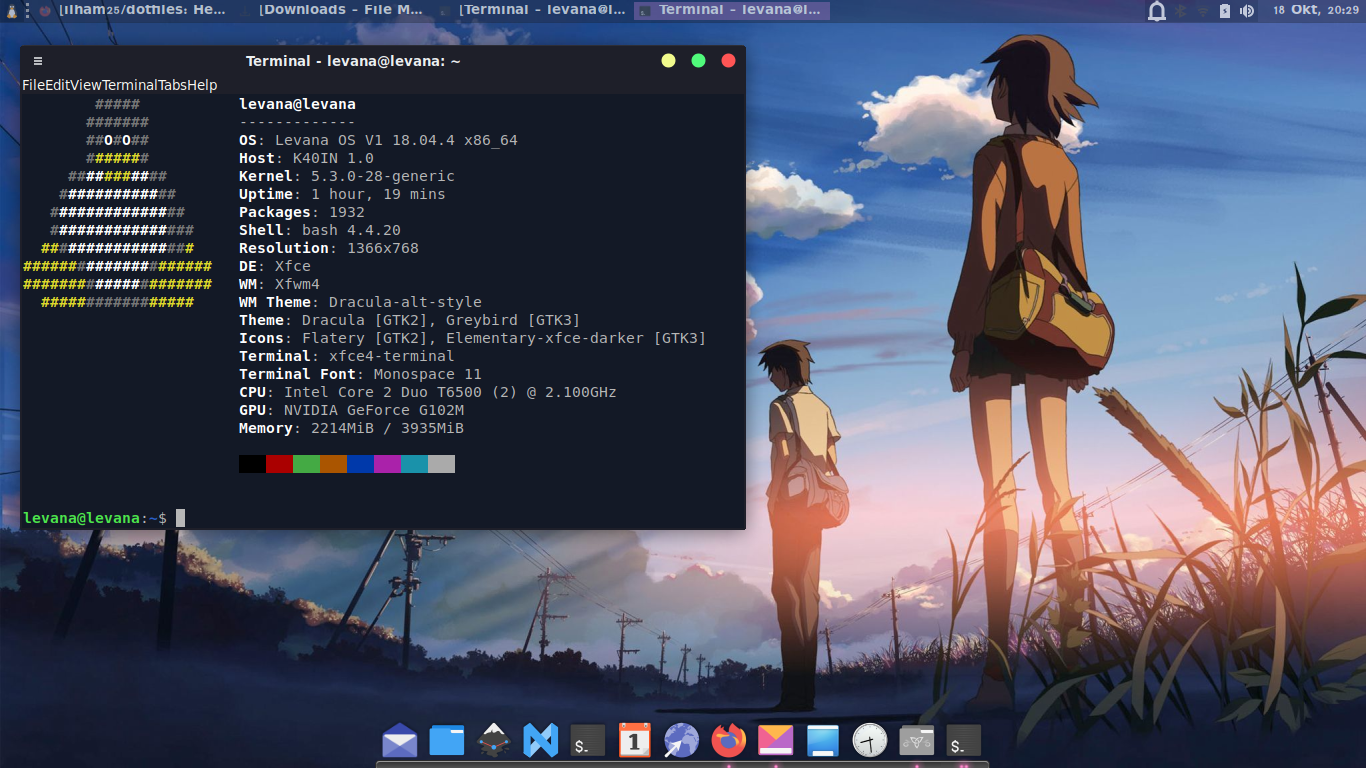 [ilham25/dotfiles: He...
[Downloads - File M...
[Terminal - levana@l...
Terminal - levana@l...
18 Okt, 20:29
Terminal - levana@levana: ~
FileEditViewTerminalTabsHelp
##### levana@levana
####### -------------
##O#O## OS: Levana OS V1 18.04.4 x86_64
####### Host: K40IN 1.0
########### Kernel: 5.3.0-28-generic
############# Uptime: 1 hour, 19 mins
############### Packages: 1932
################ Shell: bash 4.4.20
################# Resolution: 1366x768
##################### DE: Xfce
##################### WM: Xfwm4
################# WM Theme: Dracula-alt-style
Theme: Dracula [GTK2], Greybird [GTK3]
Icons: Flatery [GTK2], Elementary-xfce-darker [GTK3]
Terminal: xfce4-terminal
Terminal Font: Monospace 11
CPU: Intel Core 2 Duo T6500 (2) @ 2.100GHz
GPU: NVIDIA GeForce G102M
Memory: 2214MiB / 3935MiB
levana@levana:~$
$-
1
$-